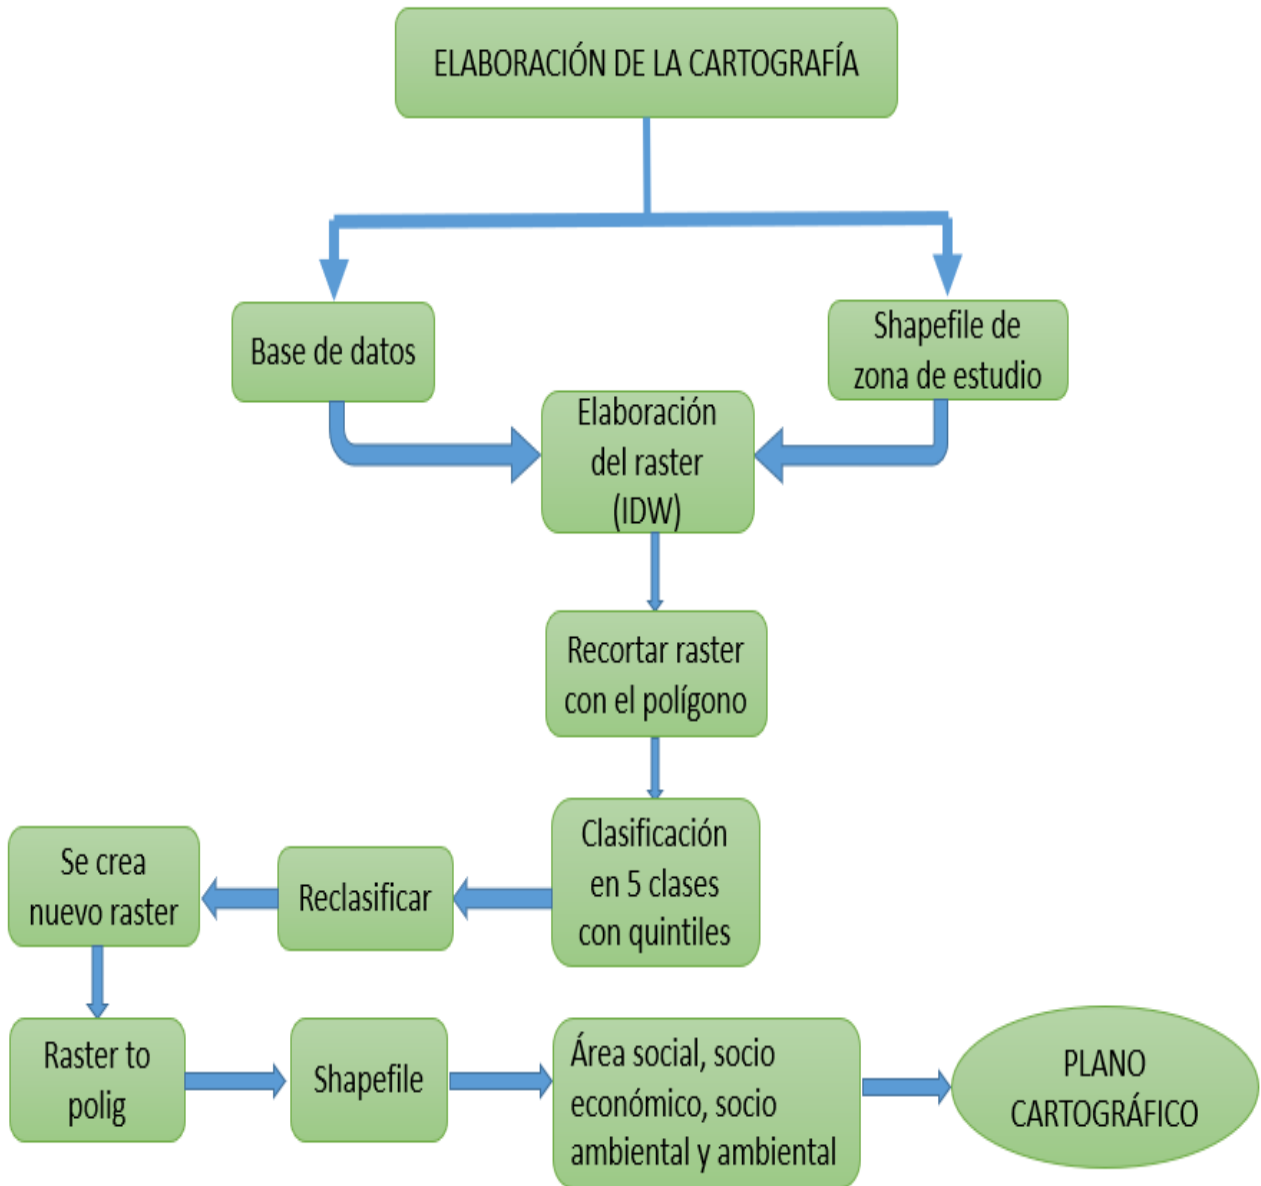 ELABORACIÓN DE LA CARTOGRAFÍA
Base de datos
Shapefile de
zona de estudio
Elaboración
del raster
(IDW)
Recortar raster
con el polígono
Clasificación
en 5 clases
con quintiles
Reclasificar
Se crea
nuevo raster
Raster to
polig
Shapefile
Área social, socio
económico, socio
ambiental y ambiental
PLANO
CARTOGRÁFICO